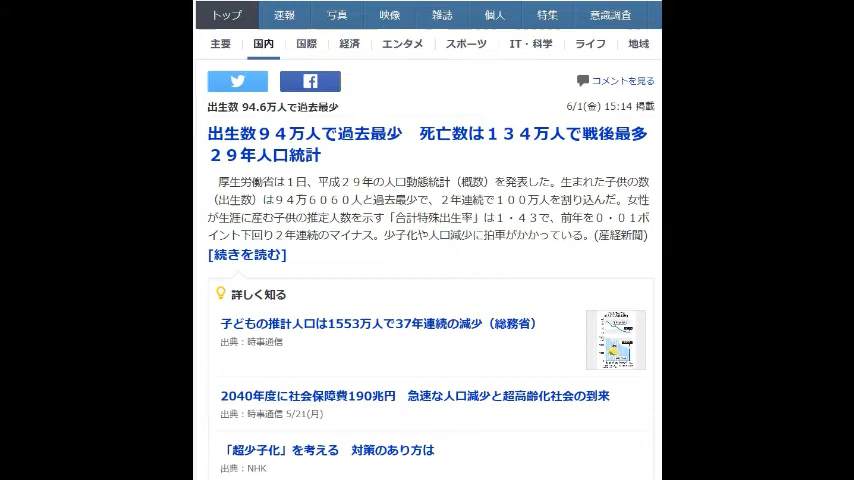 トップ 速報 写真 映像 雑誌 個人 特集 意識調査
主要 国内 国際 経済 エンタメ スポーツ IT・科学 ライフ 地域
コメントを見る
出生数 94.6万人で過去最少 6/1(金) 15:14 掲載
出生数９４万人で過去最少　死亡数は１３４万人で戦後最多
２９年人口統計
厚生労働省は１日、平成２９年の人口動態統計（概数）を発表した。生まれた子供の数
（出生数）は９４万６０６０人と過去最少で、２年連続で１００万人を割り込んだ。女性
が生涯に産む子供の推定人数を示す「合計特殊出生率」は１・４３で、前年を０・０１ポ
イント下回り２年連続のマイナス。少子化や人口減少に拍車がかかっている。(産経新聞)
[続きを読む]
詳しく知る
子どもの推計人口は1553万人で37年連続の減少（総務省）
出典：時事通信
2040年度に社会保障費190兆円　急速な人口減少と超高齢化社会の到来
出典：時事通信 5/21(月)
「超少子化」を考える　対策のあり方は
出典：NHK